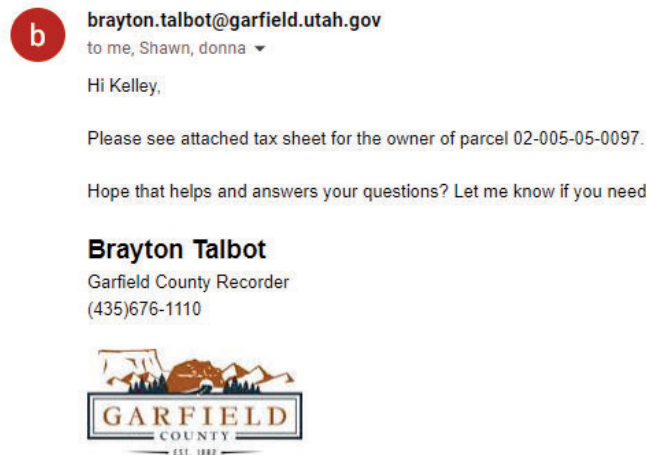 b
brayton.talbot@garfield.utah.gov
to me, Shawn, donna
Hi Kelley,
Please see attached tax sheet for the owner of parcel 02-005-05-0097.
Hope that helps and answers your questions? Let me know if you need
Brayton Talbot
Garfield County Recorder
(435)676-1110
GARFIELD
COUNTY
EST. 1882